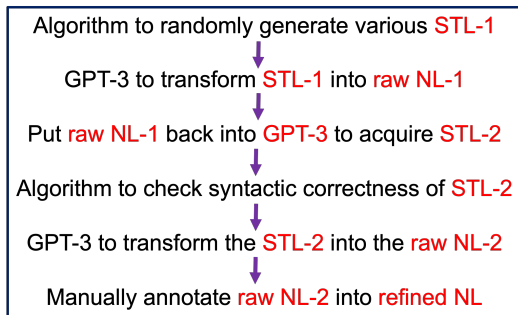 Algorithm to randomly generate various STL-1
GPT-3 to transform STL-1 into raw NL-1
Put raw NL-1 back into GPT-3 to acquire STL-2
Algorithm to check syntactic correctness of STL-2
GPT-3 to transform the STL-2 into the raw NL-2
Manually annotate raw NL-2 into refined NL